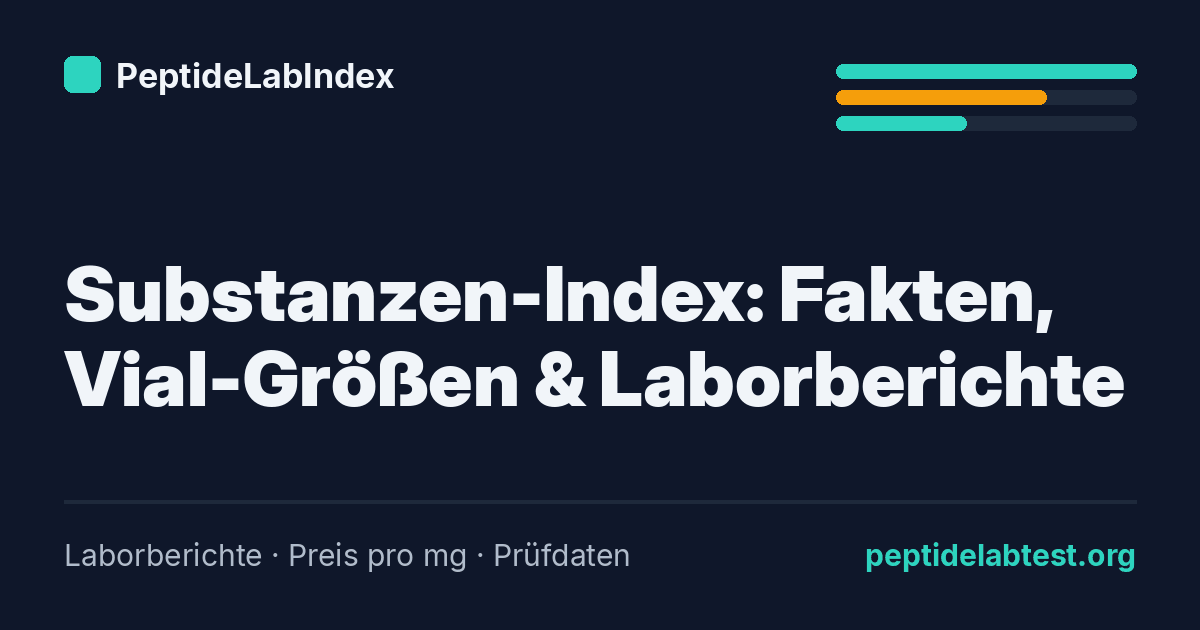 PeptideLabIndex
Substanzen-Index: Fakten,
Vial-Größen & Laborberichte
Laborberichte · Preis pro mg · Prüfdaten
peptidelabtest.org